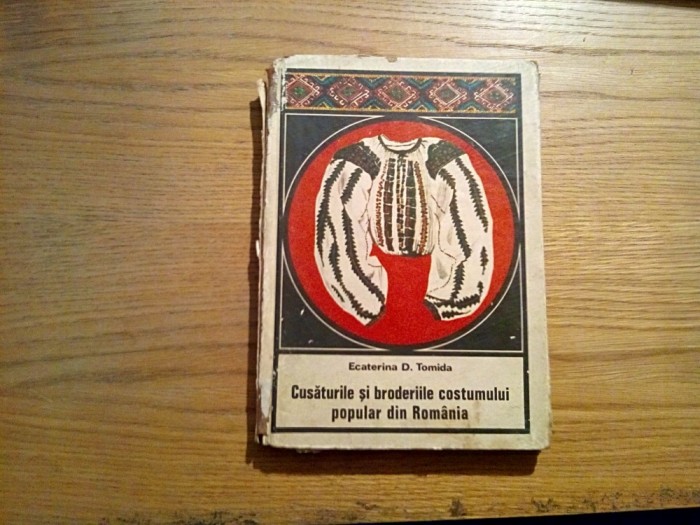 Ecaterina D. Tomida
Cusăturile și broderiile costumului
popular din România